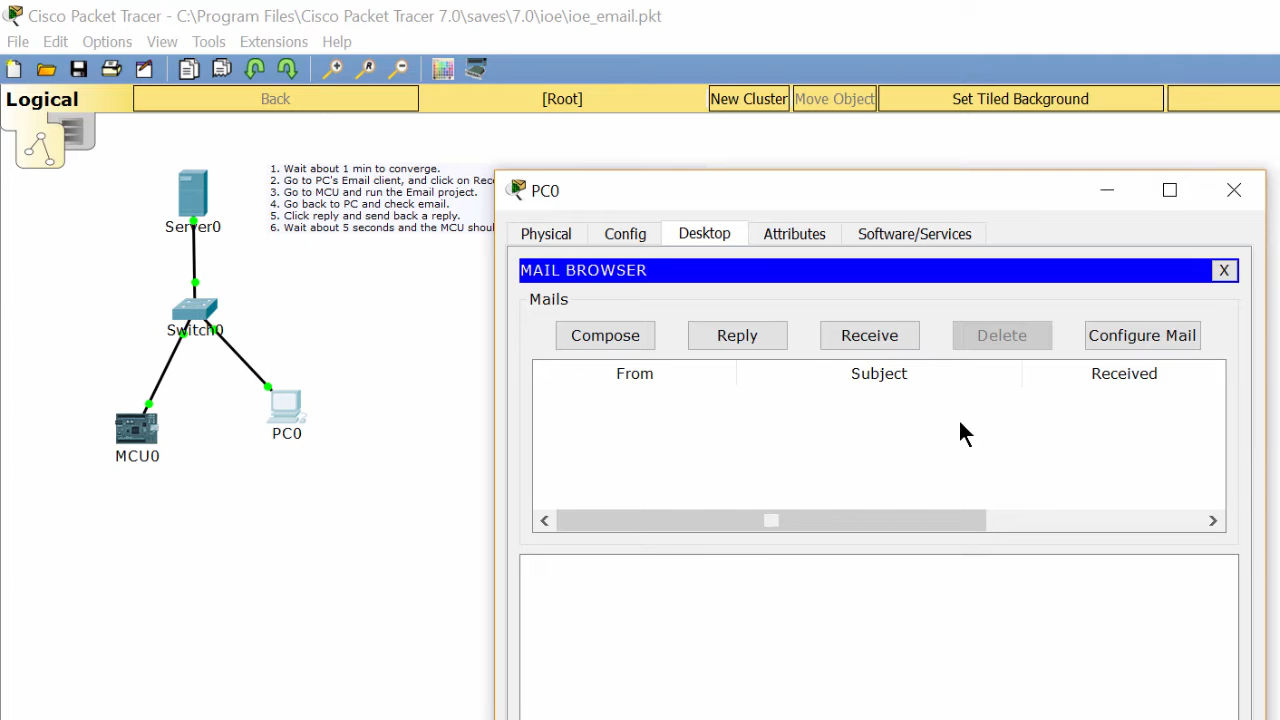 Cisco Packet Tracer - C:\Program Files\Cisco Packet Tracer 7.0\saves\7.0\ioe\ioe_email.pkt
File Edit Options View Tools Extensions Help
Logical Back [Root] New Cluster Move Object Set Tiled Background
1. Wait about 1 min to converge.
2. Go to PC's Email client, and click on Rec
3. Go to MCU and run the Email project.
4. Go back to PC and check email.
5. Click reply and send back a reply.
6. Wait about 5 seconds and the MCU shoul
Server0
Switch0
MCU0
PC0
PC0
Physical Config Desktop Attributes Software/Services
MAIL BROWSER X
Mails
Compose Reply Receive Delete Configure Mail
From Subject Received